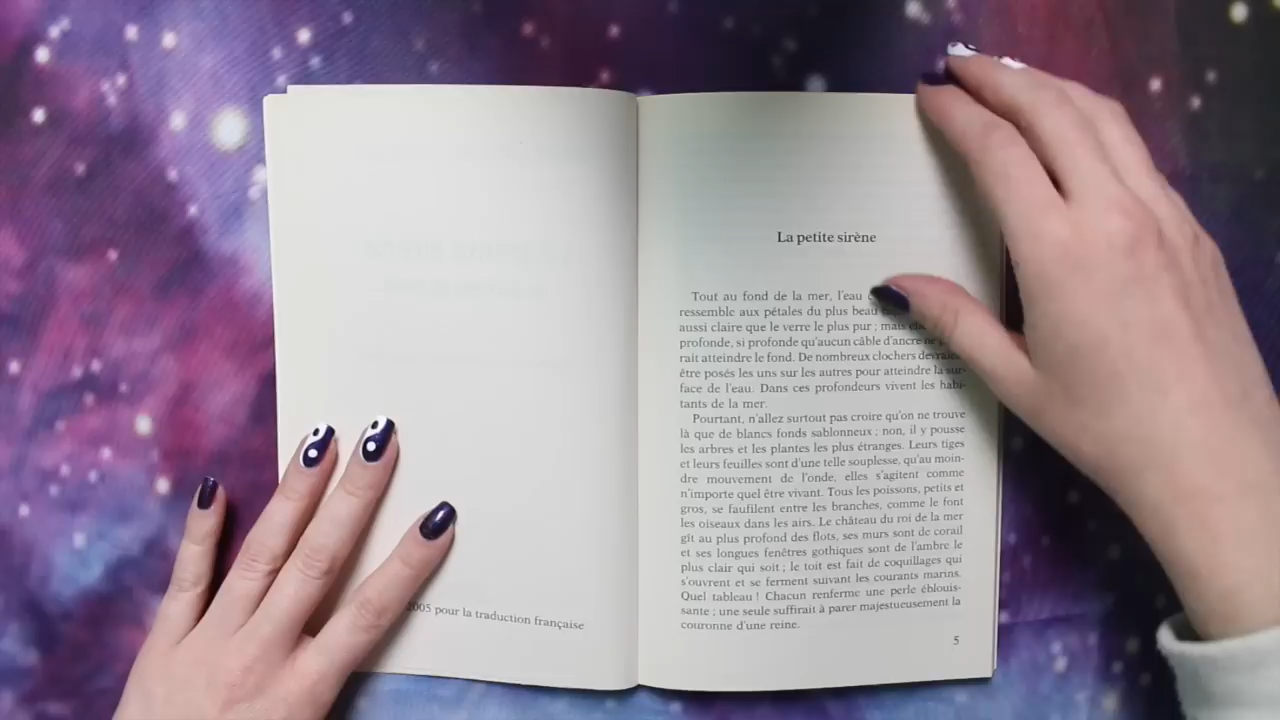 2005 pour la traduction française
La petite sirène
Tout au fond de la mer, l'eau
ressemble aux pétales du plus beau
aussi claire que le verre le plus pur ; mais
profonde, si profonde qu'aucun câble d'ancre ne
rait atteindre le fond. De nombreux clochers devraient
être posés les uns sur les autres pour atteindre la sur-
face de l'eau. Dans ces profondeurs vivent les habi-
tants de la mer.
Pourtant, n'allez surtout pas croire qu'on ne trouve
là que de blancs fonds sablonneux ; non, il y pousse
les arbres et les plantes les plus étranges. Leurs tiges
et leurs feuilles sont d'une telle souplesse, qu'au moin-
dre mouvement de l'onde, elles s'agitent comme
n'importe quel être vivant. Tous les poissons, petits et
gros, se faufilent entre les branches, comme le font
les oiseaux dans les airs. Le château du roi de la mer
gît au plus profond des flots, ses murs sont de corail
et ses longues fenêtres gothiques sont de l'ambre le
plus clair qui soit ; le toit est fait de coquillages qui
s'ouvrent et se ferment suivant les courants marins.
Quel tableau ! Chacun renferme une perle éblouis-
sante ; une seule suffirait à parer majestueusement la
couronne d'une reine.
5